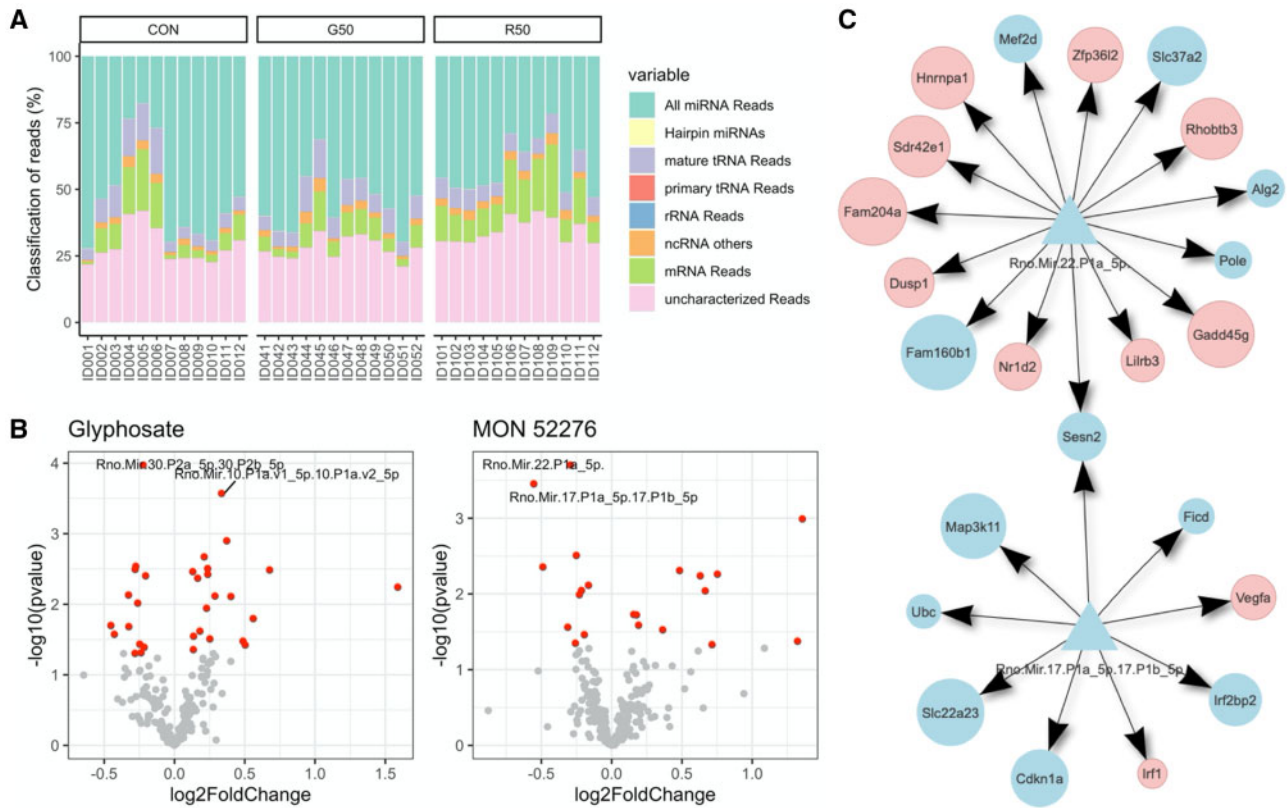 A
CON
G50
R50
Classification of reads (%)
100
75
50
25
0
ID001
ID002
ID003
ID004
ID005
ID006
ID007
ID008
ID009
ID010
ID011
ID012
ID041
ID042
ID043
ID044
ID045
ID046
ID047
ID048
ID049
ID050
ID051
ID052
ID101
ID102
ID103
ID104
ID105
ID106
ID107
ID108
ID109
ID110
ID111
ID112
variable
All miRNA Reads
Hairpin miRNAs
mature tRNA Reads
primary tRNA Reads
rRNA Reads
ncRNA others
mRNA Reads
uncharacterized Reads
B
Glyphosate
Rno.Mir.30.P2a_5p.30.P2b_5p
Rno.Mir.10.P1a.v1_5p.10.P1a.v2_5p
-log10(pvalue)
4
3
2
1
0
-0.5
0.0
0.5
1.0
1.5
log2FoldChange
MON 52276
Rno.Mir.22.P1a_5p.
Rno.Mir.17.P1a_5p.17.P1b_5p
-log10(pvalue)
3
2
1
0
-0.5
0.0
0.5
1.0
log2FoldChange
C
Mef2d
Zfp36l2
Slc37a2
Hnrnpa1
Rhobtb3
Sdr42e1
Alg2
Fam204a
Rno.Mir.22.P1a_5p.
Pole
Dusp1
Gadd45g
Fam160b1
Nr1d2
Lilrb3
Sesn2
Map3k11
Ficd
Ubc
Vegfa
Rno.Mir.17.P1a_5p.17.P1b_5p
Slc22a23
Irf2bp2
Cdkn1a
Irf1